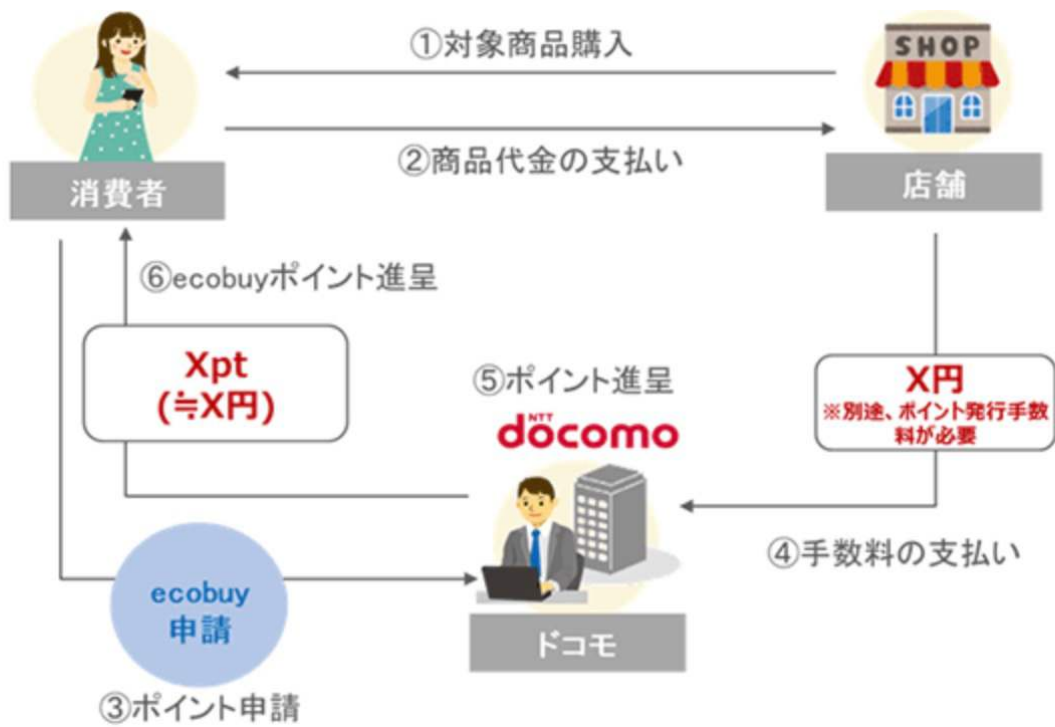 ①対象商品購入
SHOP
②商品代金の支払い
消費者
店舗
⑥ecobuyポイント進呈
Xpt
(≒X円)
⑤ポイント進呈
NTT
docomo
X円
※別途、ポイント発行手数
料が必要
④手数料の支払い
ecobuy
申請
ドコモ
③ポイント申請